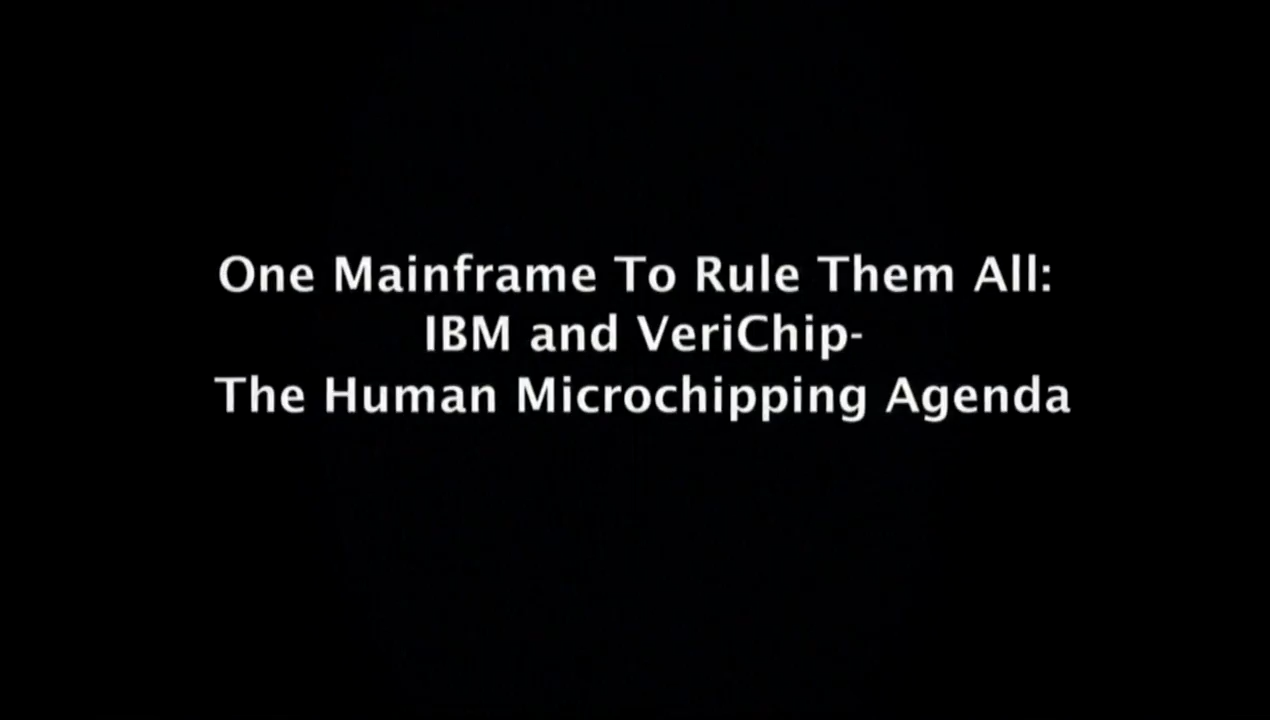 One Mainframe To Rule Them All:
IBM and VeriChip-
The Human Microchipping Agenda